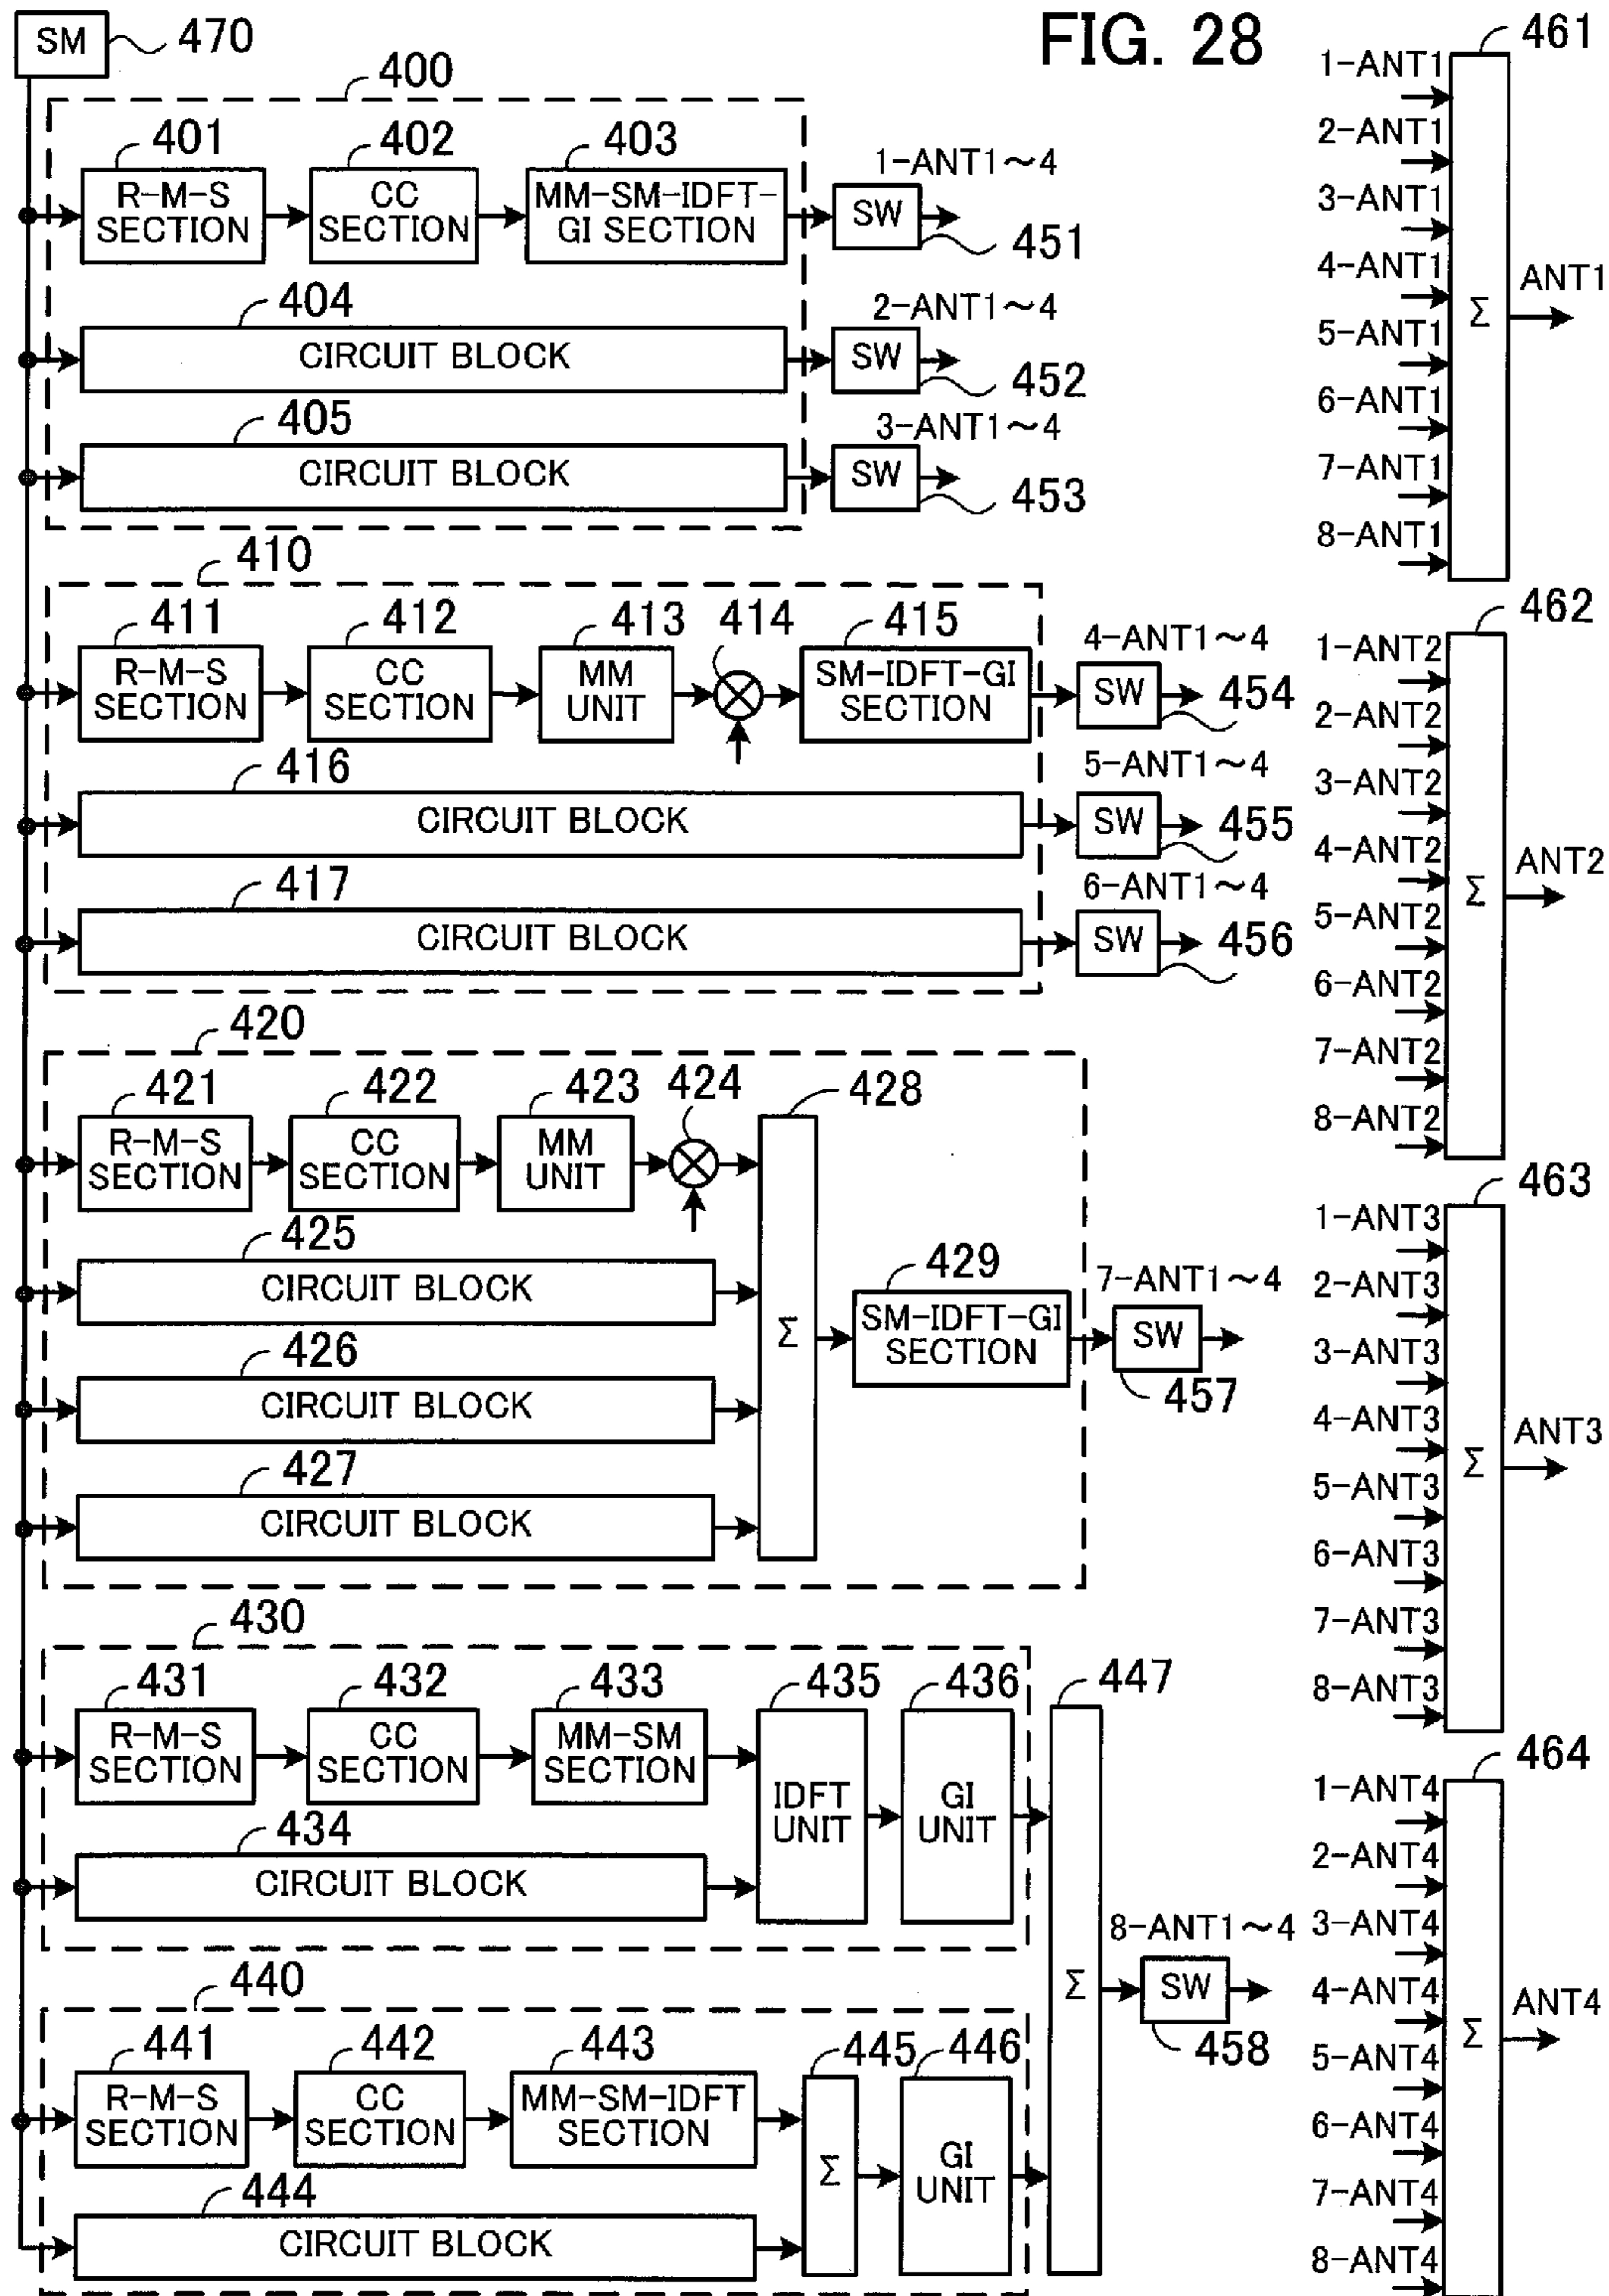 FIG. 28
SM
470
400
401
402
403
R-M-S
SECTION
CC
SECTION
MM-SM-IDFT-
GI SECTION
1-ANT1~4
SW
451
404
CIRCUIT BLOCK
2-ANT1~4
SW
452
405
CIRCUIT BLOCK
3-ANT1~4
SW
453
410
411
412
413
414
415
R-M-S
SECTION
CC
SECTION
MM
UNIT
SM-IDFT-GI
SECTION
4-ANT1~4
SW
454
416
CIRCUIT BLOCK
5-ANT1~4
SW
455
417
CIRCUIT BLOCK
6-ANT1~4
SW
456
420
421
422
423
424
428
R-M-S
SECTION
CC
SECTION
MM
UNIT
425
CIRCUIT BLOCK
426
CIRCUIT BLOCK
427
CIRCUIT BLOCK
Σ
429
SM-IDFT-GI
SECTION
7-ANT1~4
SW
457
430
431
432
433
435
436
447
R-M-S
SECTION
CC
SECTION
MM-SM
SECTION
IDFT
UNIT
GI
UNIT
434
CIRCUIT BLOCK
440
441
442
443
445
446
R-M-S
SECTION
CC
SECTION
MM-SM-IDFT
SECTION
Σ
GI
UNIT
444
CIRCUIT BLOCK
Σ
8-ANT1~4
SW
458
461
1-ANT1
2-ANT1
3-ANT1
4-ANT1
5-ANT1
6-ANT1
7-ANT1
8-ANT1
Σ
ANT1
462
1-ANT2
2-ANT2
3-ANT2
4-ANT2
5-ANT2
6-ANT2
7-ANT2
8-ANT2
Σ
ANT2
463
1-ANT3
2-ANT3
3-ANT3
4-ANT3
5-ANT3
6-ANT3
7-ANT3
8-ANT3
Σ
ANT3
464
1-ANT4
2-ANT4
3-ANT4
4-ANT4
5-ANT4
6-ANT4
7-ANT4
8-ANT4
Σ
ANT4